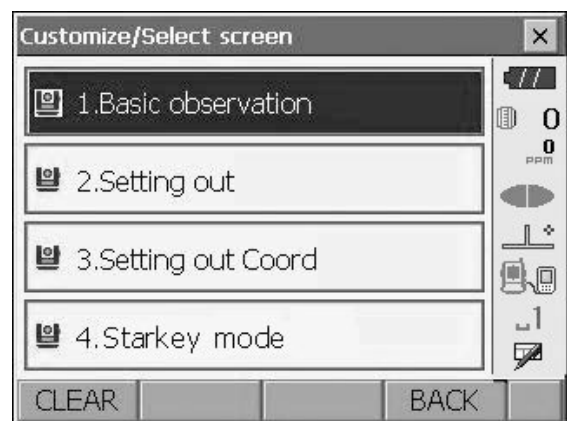 Customize/Select screen
1.Basic observation
2.Setting out
3.Setting out Coord
4.Starkey mode
0
0
PPM
1
CLEAR
BACK